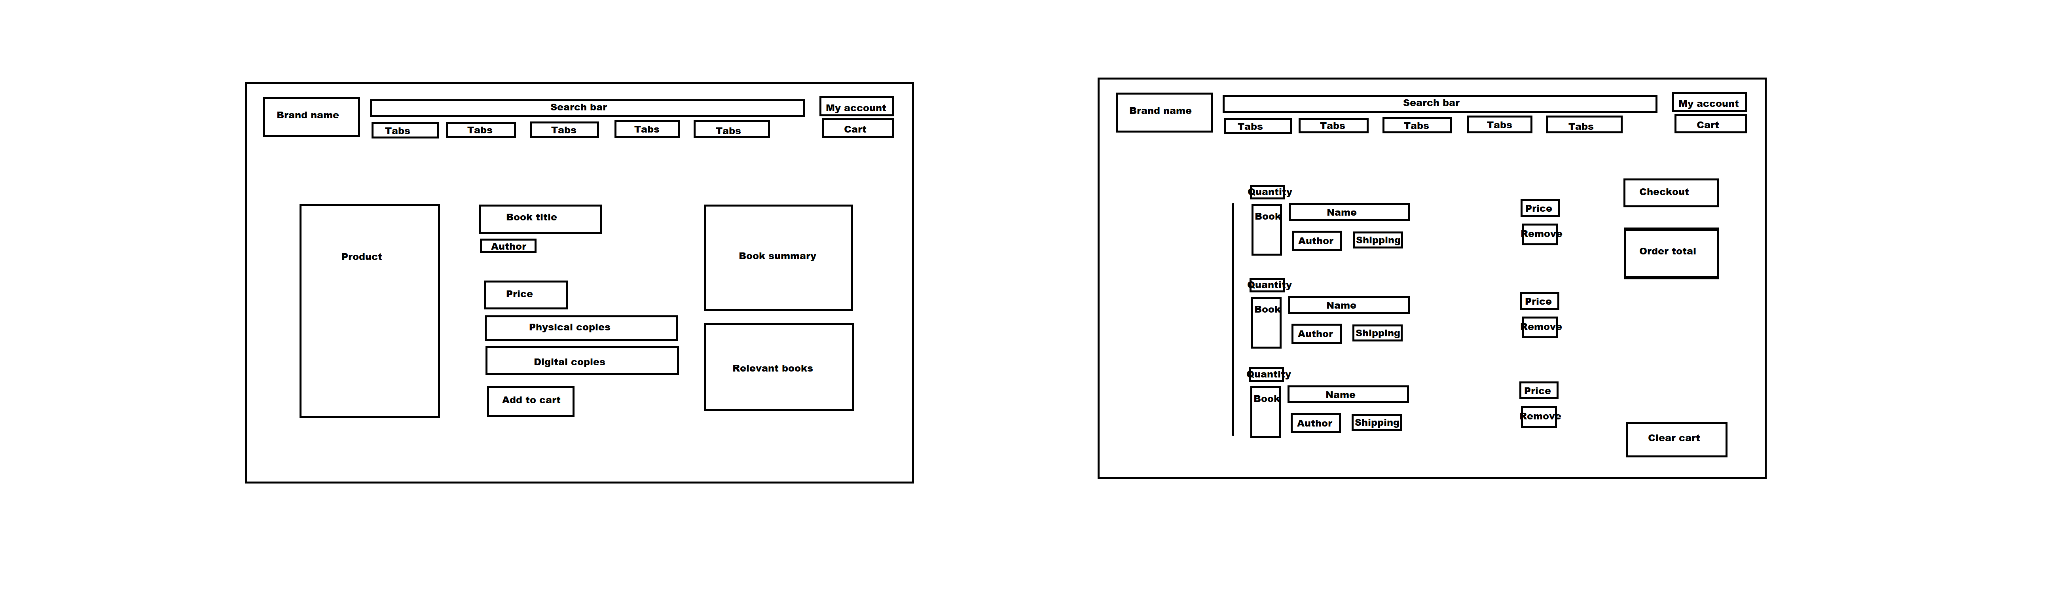 Brand name
Search bar
My account
Tabs
Tabs
Tabs
Tabs
Tabs
Cart
Product
Book title
Author
Price
Physical copies
Digital copies
Add to cart
Book summary
Relevant books
Brand name
Search bar
My account
Tabs
Tabs
Tabs
Tabs
Tabs
Cart
Quantity
Book
Name
Author
Shipping
Price
Remove
Quantity
Book
Name
Author
Shipping
Price
Remove
Quantity
Book
Name
Author
Shipping
Price
Remove
Checkout
Order total
Clear cart